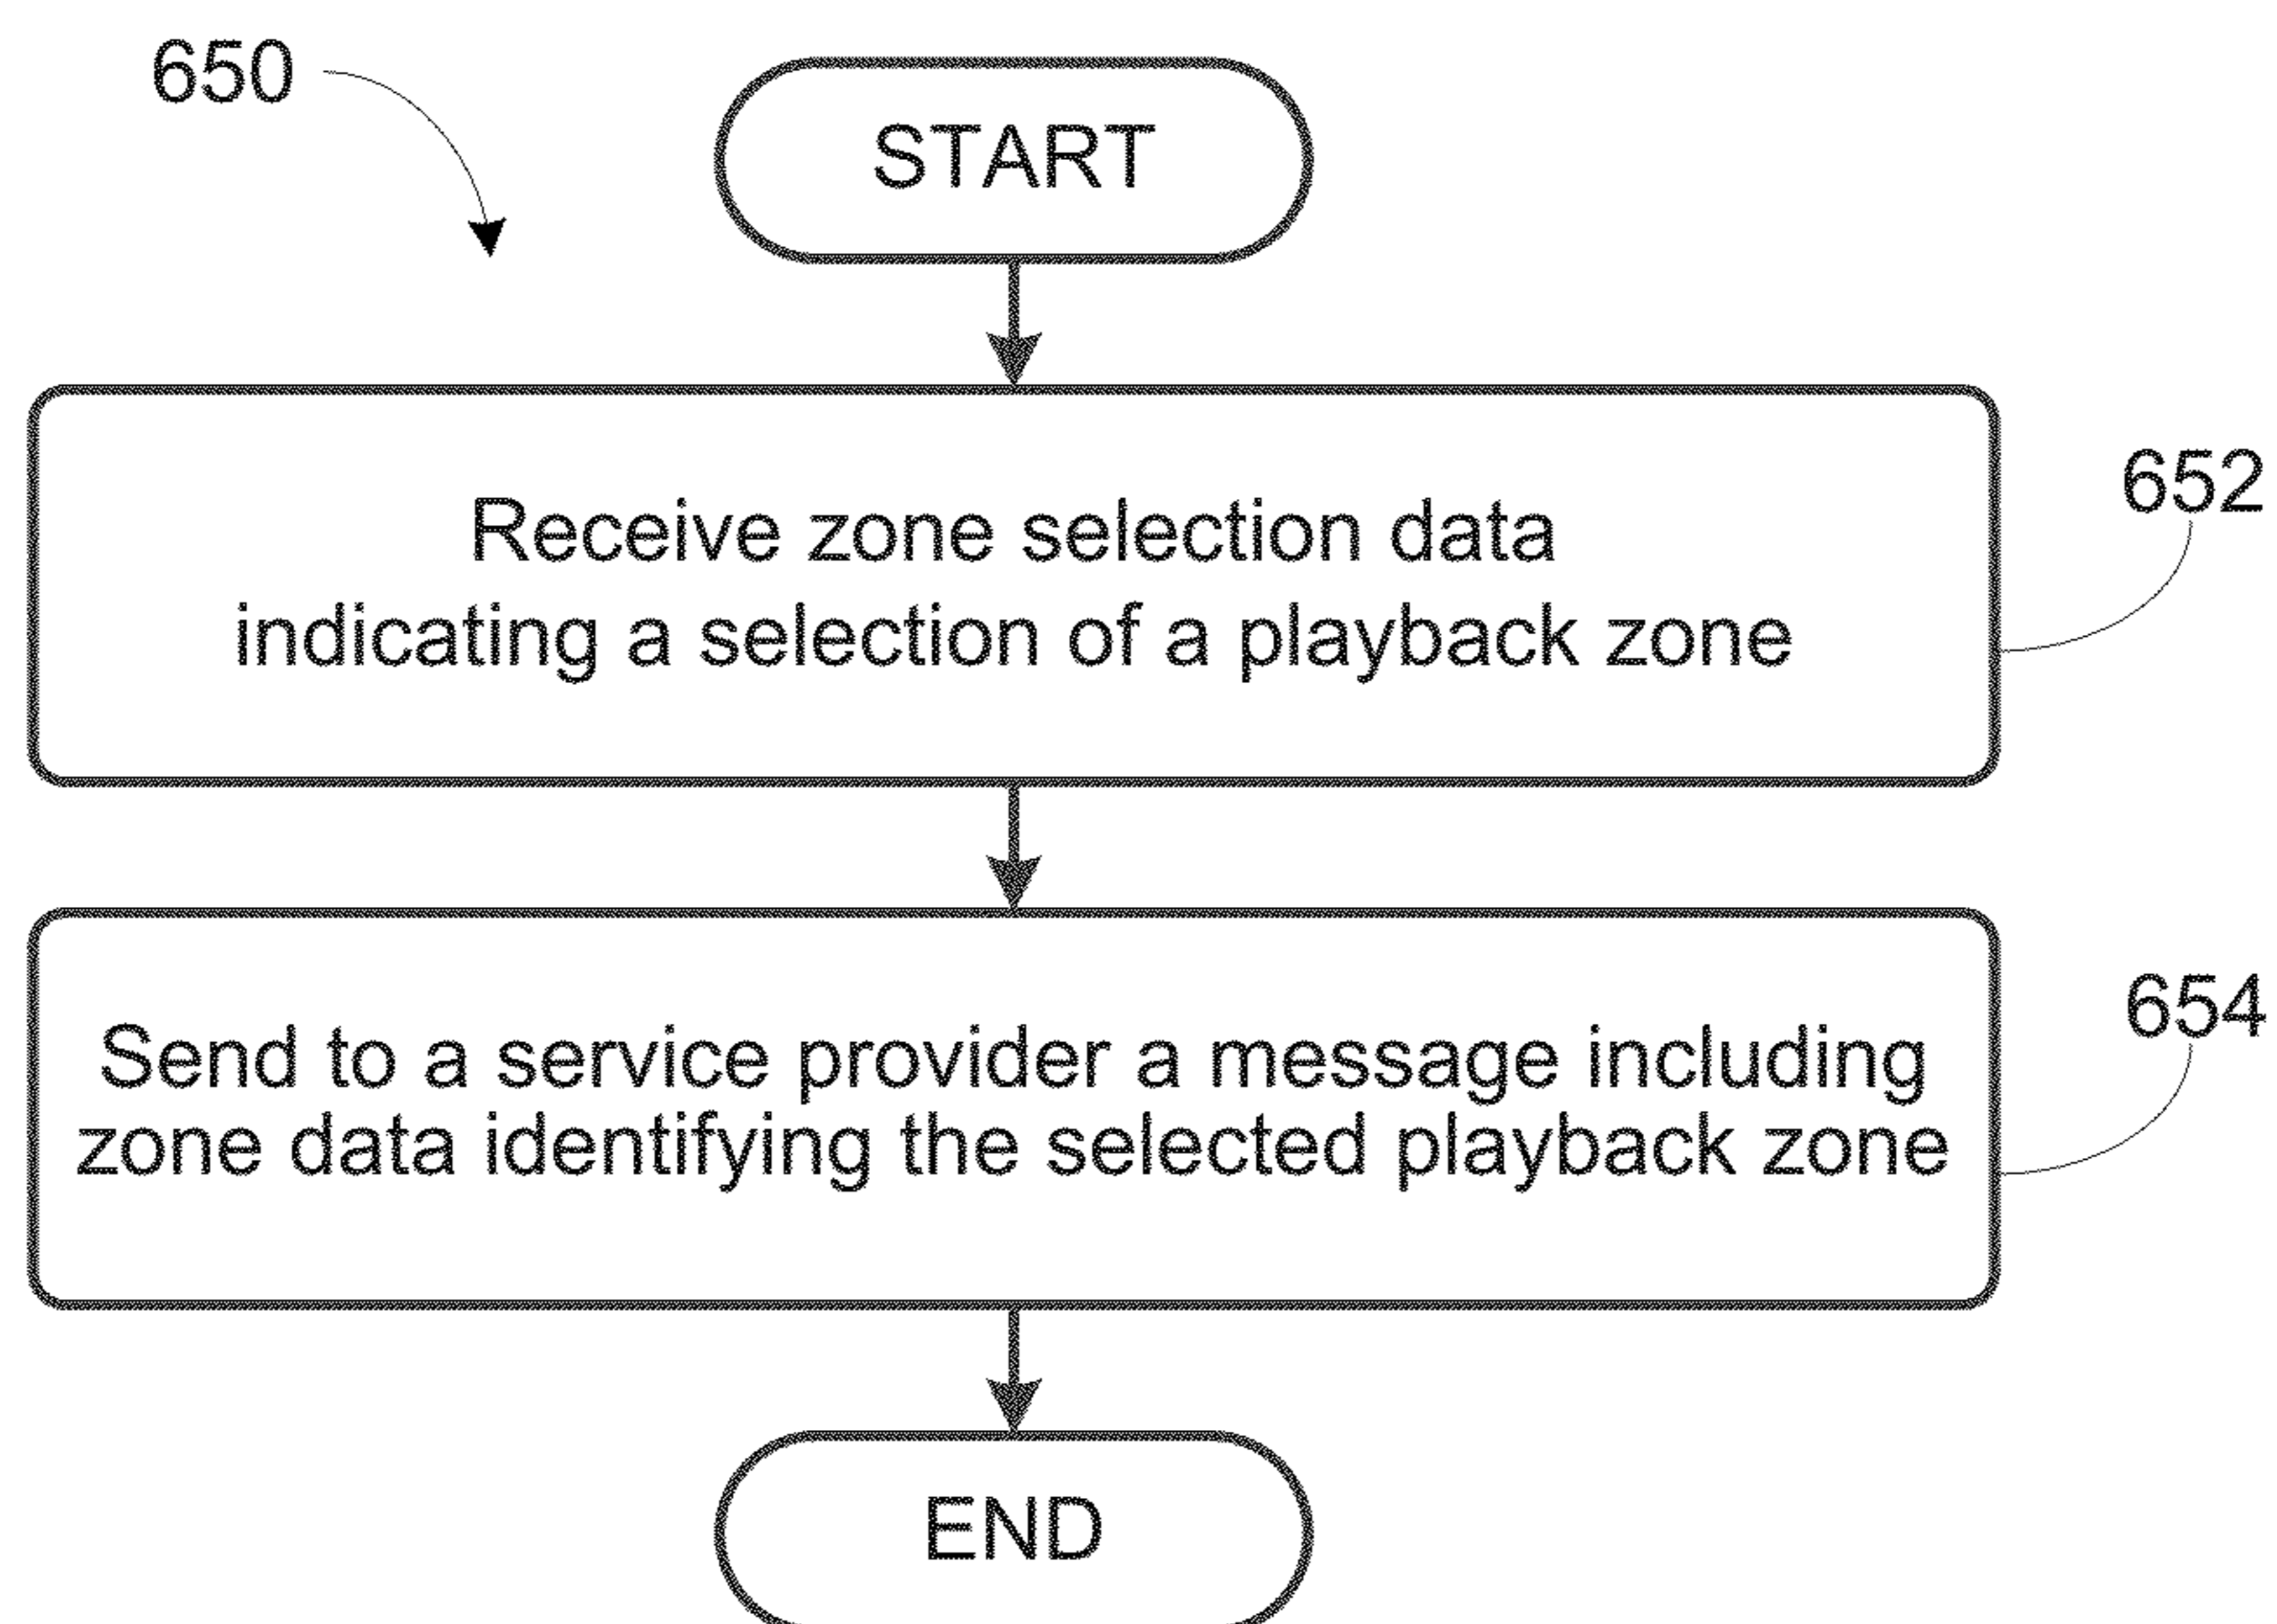 650
START
Receive zone selection data
indicating a selection of a playback zone
652
Send to a service provider a message including
zone data identifying the selected playback zone
654
END